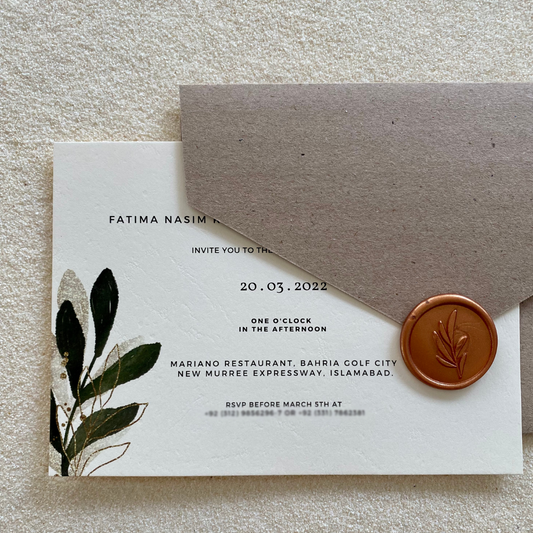 FATIMA NASIM
INVITE YOU TO THE
20.03.2022
ONE O'CLOCK
IN THE AFTERNOON
MARIANO RESTAURANT, BAHRIA GOLF CITY
NEW MURREE EXPRESSWAY, ISLAMABAD.
RSVP BEFORE MARCH 5TH AT